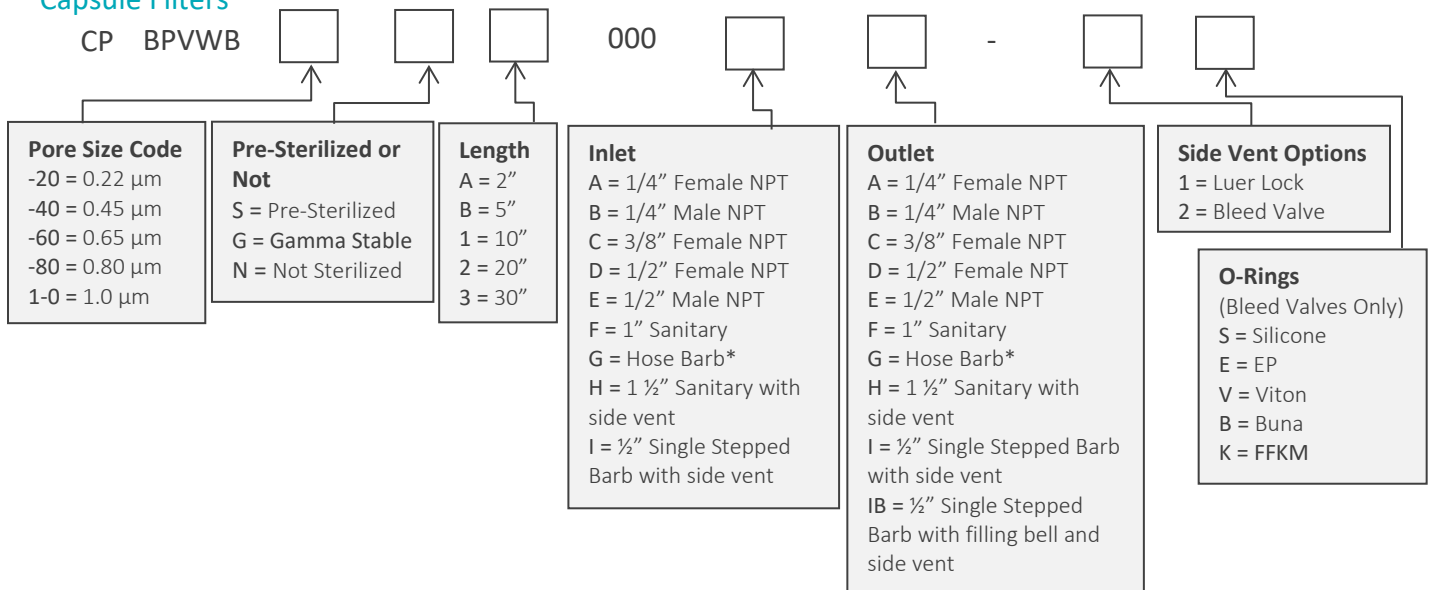 Capsule Filters
CP BPVWB 000 -
Pore Size Code
-20 = 0.22 µm
-40 = 0.45 µm
-60 = 0.65 µm
-80 = 0.80 µm
1-0 = 1.0 µm
Pre-Sterilized or
Not
S = Pre-Sterilized
G = Gamma Stable
N = Not Sterilized
Length
A = 2”
B = 5”
1 = 10”
2 = 20”
3 = 30”
Inlet
A = 1/4” Female NPT
B = 1/4” Male NPT
C = 3/8” Female NPT
D = 1/2” Female NPT
E = 1/2” Male NPT
F = 1” Sanitary
G = Hose Barb*
H = 1 ½” Sanitary with
side vent
I = ½” Single Stepped
Barb with side vent
Outlet
A = 1/4” Female NPT
B = 1/4” Male NPT
C = 3/8” Female NPT
D = 1/2” Female NPT
E = 1/2” Male NPT
F = 1” Sanitary
G = Hose Barb*
H = 1 ½” Sanitary with
side vent
I = ½” Single Stepped Barb
with side vent
IB = ½” Single Stepped
Barb with filling bell and
side vent
Side Vent Options
1 = Luer Lock
2 = Bleed Valve
O-Rings
(Bleed Valves Only)
S = Silicone
E = EP
V = Viton
B = Buna
K = FFKM